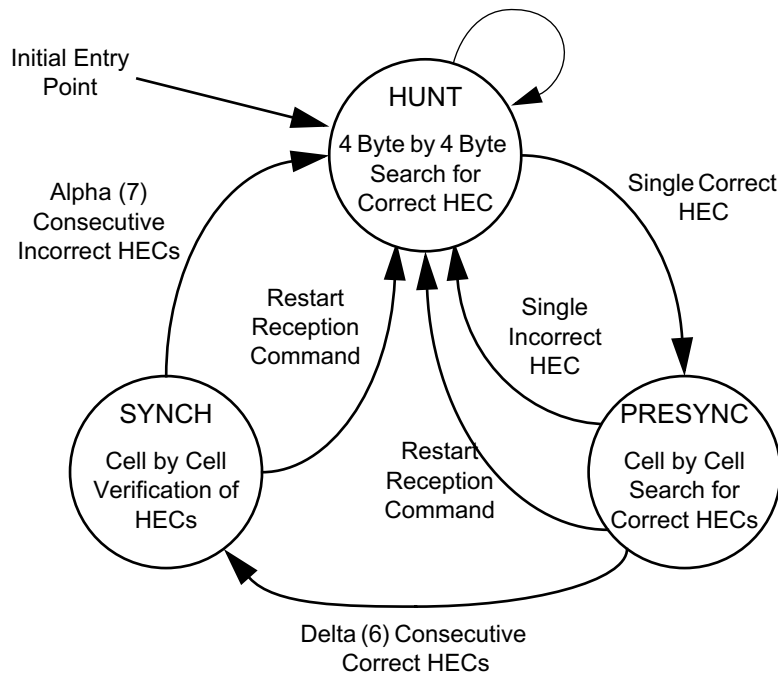 Initial Entry
Point
HUNT
4 Byte by 4 Byte
Search for
Correct HEC
Single Correct
HEC
Alpha (7)
Consecutive
Incorrect HECs
Restart
Reception
Command
Single
Incorrect
HEC
SYNCH
Cell by Cell
Verification of
HECs
Restart
Reception
Command
PRESYNC
Cell by Cell
Search for
Correct HECs
Delta (6) Consecutive
Correct HECs